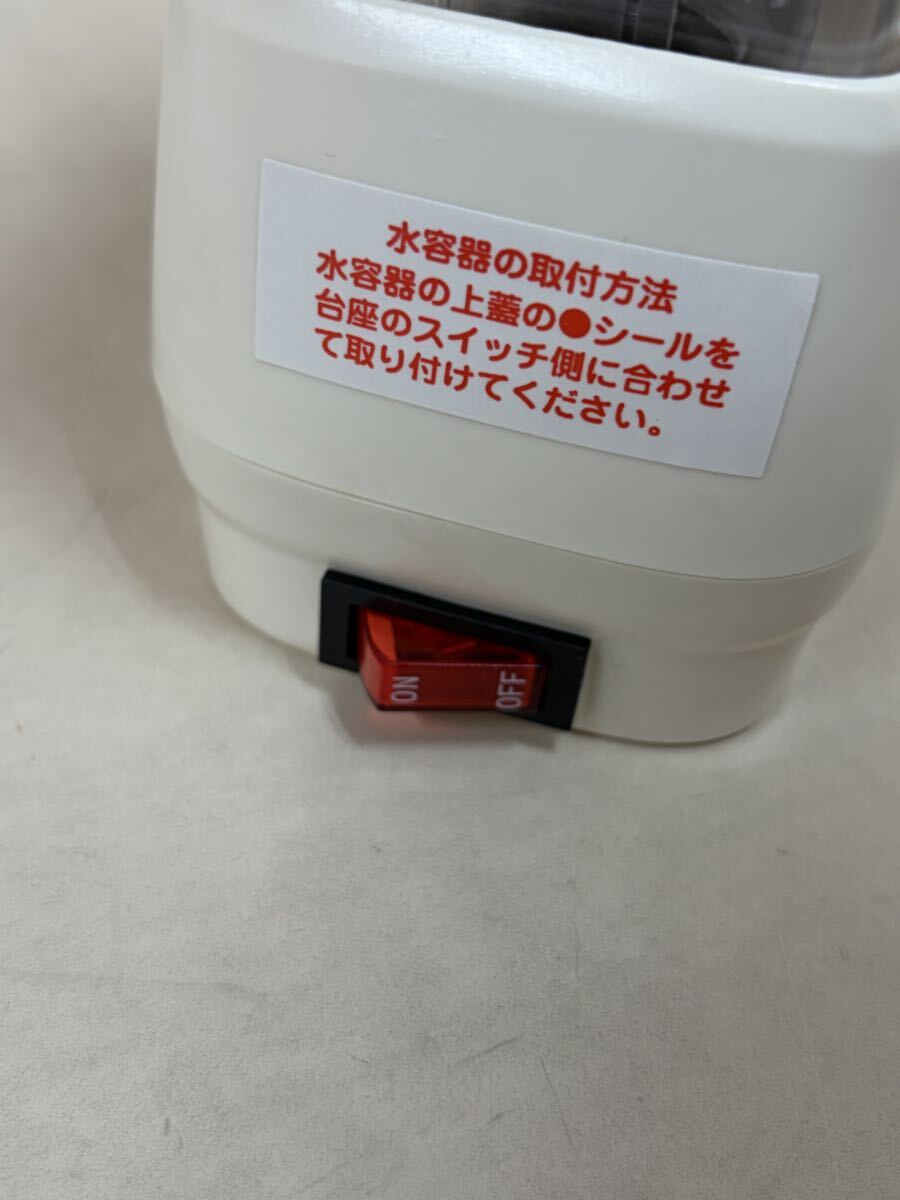 水容器の取付方法
水容器の上蓋の●シールを
台座のスイッチ側に合わせ
て取り付けてください。
ON
OFF